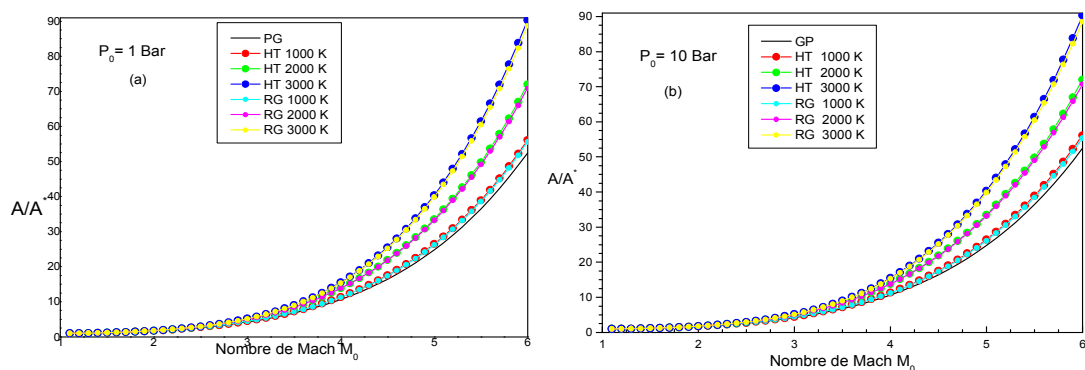 P0= 1 Bar
(a)
PG
HT 1000 K
HT 2000 K
HT 3000 K
RG 1000 K
RG 2000 K
RG 3000 K
A/A*
90
80
70
60
50
40
30
20
10
0
1 2 3 4 5 6
Nombre de Mach M0
P0= 10 Bar
(b)
GP
HT 1000 K
HT 2000 K
HT 3000 K
RG 1000 K
RG 2000 K
RG 3000 K
A/A*
90
80
70
60
50
40
30
20
10
0
1 2 3 4 5 6
Nombre de Mach M0